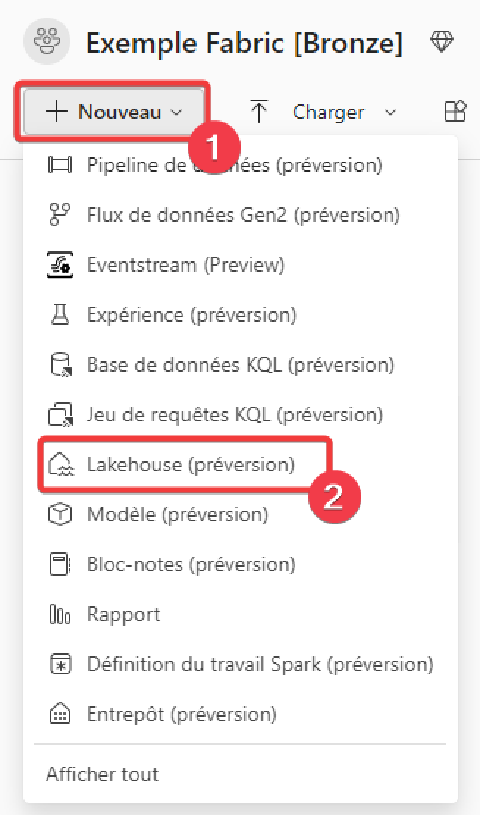 Exemple Fabric [Bronze]
Nouveau
Charger
1
Pipeline de données (préversion)
Flux de données Gen2 (préversion)
Eventstream (Preview)
Expérience (préversion)
Base de données KQL (préversion)
Jeu de requêtes KQL (préversion)
Lakehouse (préversion)
2
Modèle (préversion)
Bloc-notes (préversion)
Rapport
Définition du travail Spark (préversion)
Entrepôt (préversion)
Afficher tout